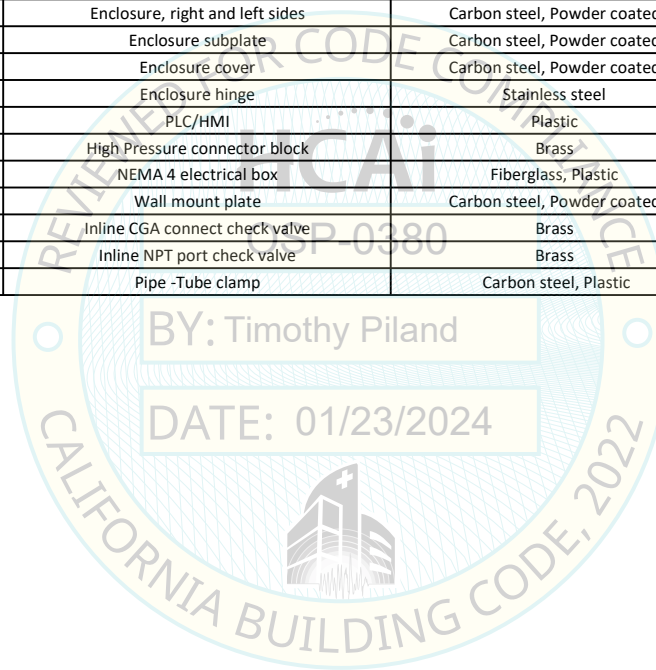 Enclosure, right and left sides Carbon steel, Powder coated
Enclosure subplate Carbon steel, Powder coated
Enclosure cover Carbon steel, Powder coated
Enclosure hinge Stainless steel
PLC/HMI Plastic
High Pressure connector block Brass
NEMA 4 electrical box Fiberglass, Plastic
Wall mount plate Carbon steel, Powder coated
Inline CGA connect check valve Brass
Inline NPT port check valve Brass
Pipe -Tube clamp Carbon steel, Plastic
REVIEWED FOR CODE COMPLIANCE
HCAi
OSP-0380
BY: Timothy Piland
DATE: 01/23/2024
CALIFORNIA BUILDING CODE, 2022